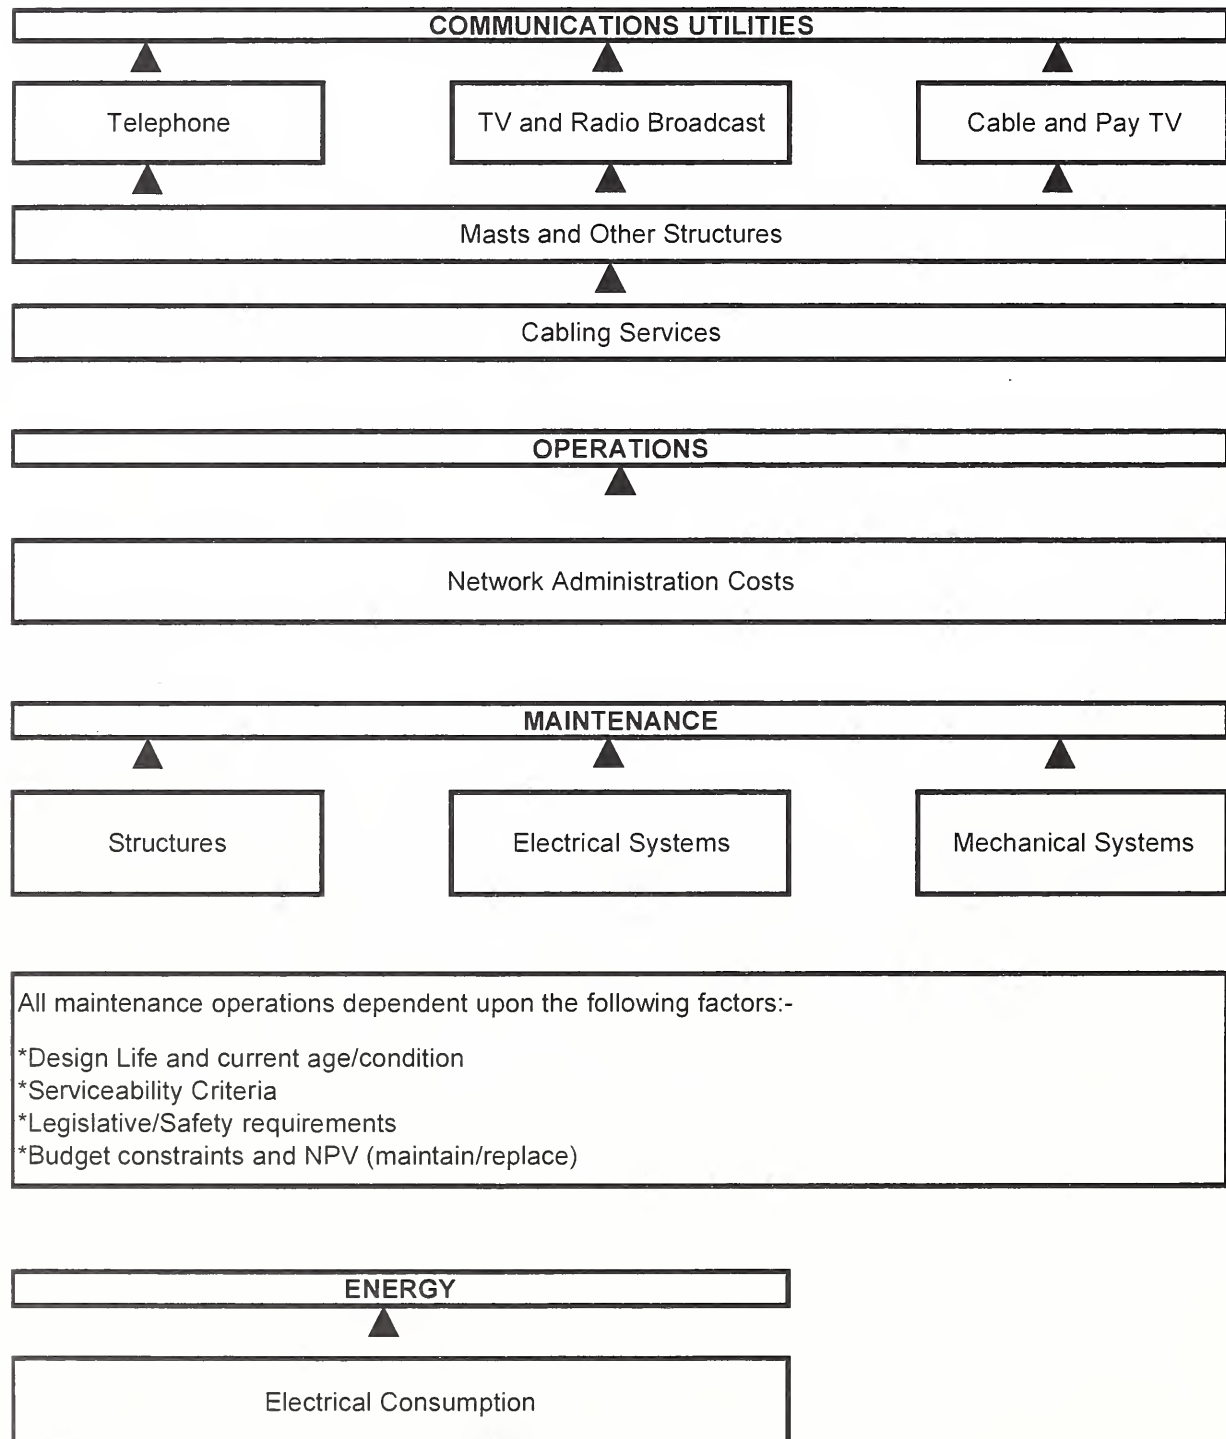 COMMUNICATIONS UTILITIES
Telephone
TV and Radio Broadcast
Cable and Pay TV
Masts and Other Structures
Cabling Services
OPERATIONS
Network Administration Costs
MAINTENANCE
Structures
Electrical Systems
Mechanical Systems
All maintenance operations dependent upon the following factors:-
*Design Life and current age/condition
*Serviceability Criteria
*Legislative/Safety requirements
*Budget constraints and NPV (maintain/replace)
ENERGY
Electrical Consumption